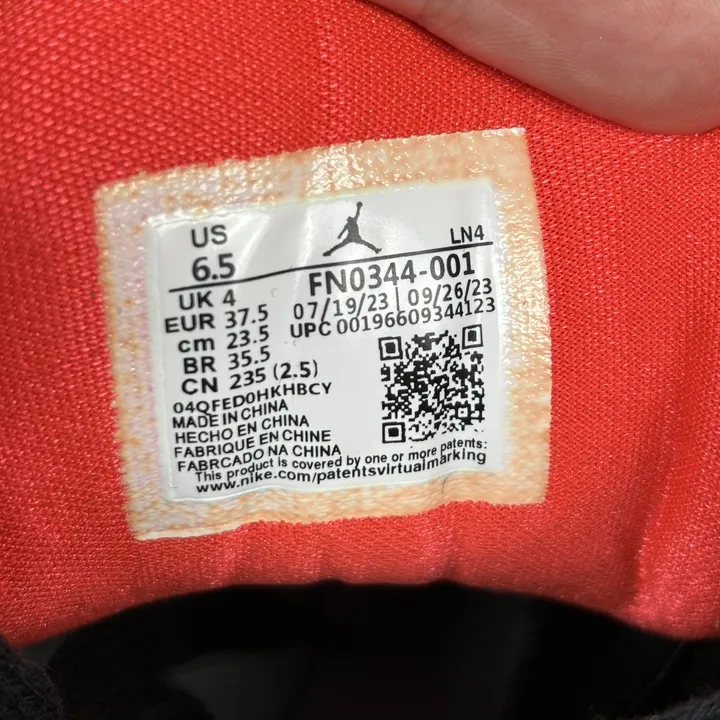 US
6.5
LN4
FN0344-001
UK 4
07/19/23 | 09/26/23
EUR 37.5
UPC 00196609344123
cm 23.5
BR 35.5
CN 235 (2.5)
04QFED0HKHBCY
MADE IN CHINA
HECHO EN CHINA
FABRIQUE EN CHINE
FABRCADO NA CHINA
This product is covered by one or more patents:
www.nike.com/patentsvirtualmarking